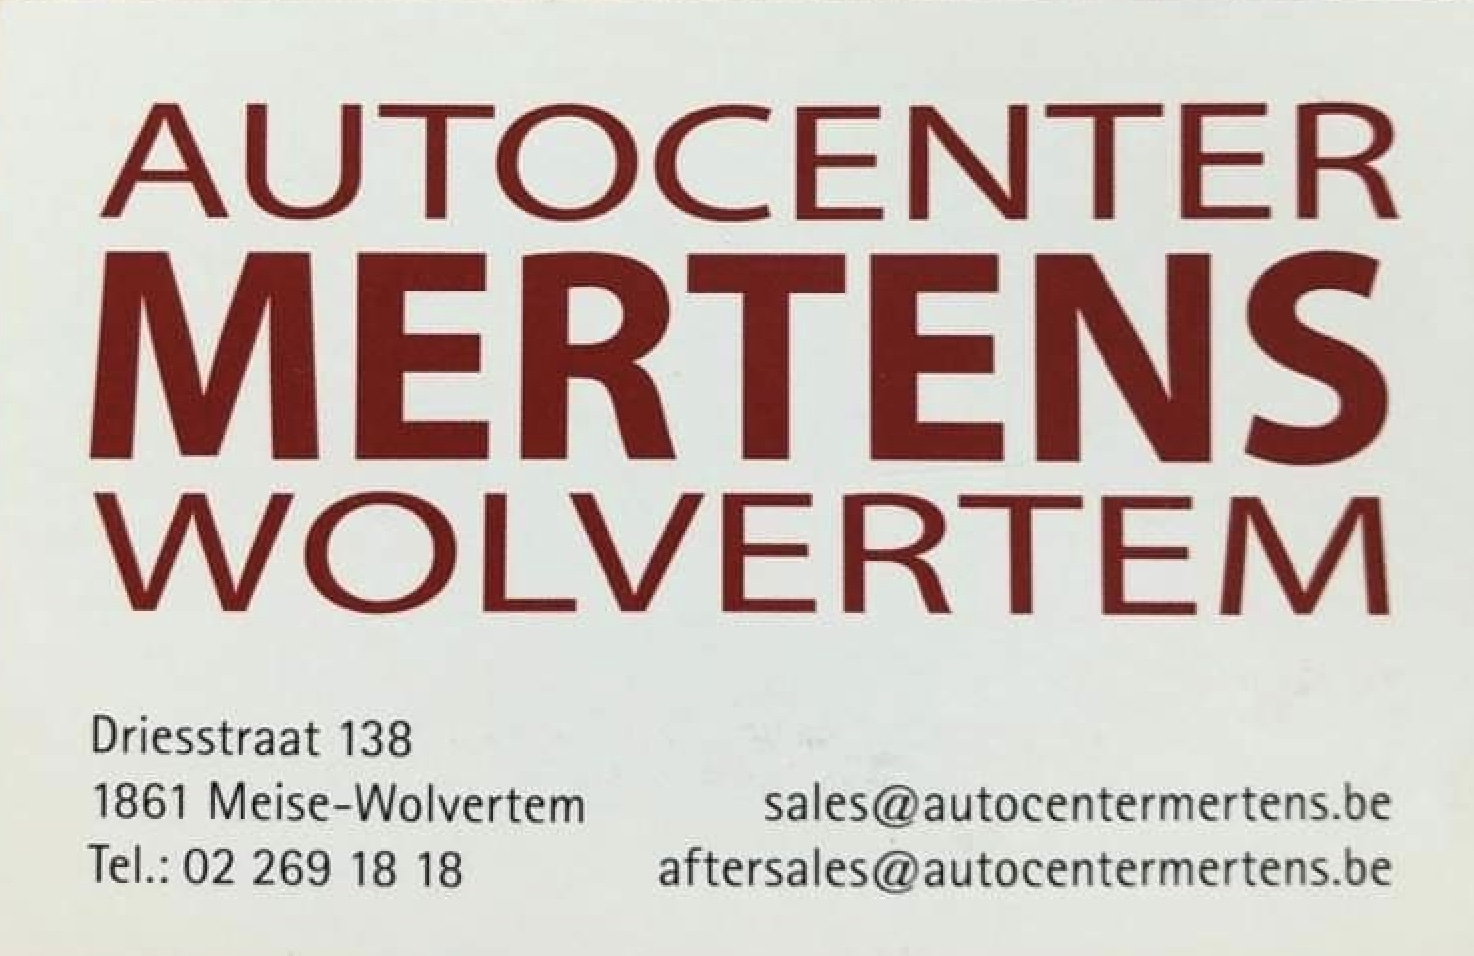 AUTOCENTER
MERTENS
WOLVERTEM
Driesstraat 138
1861 Meise-Wolvertem
Tel.: 02 269 18 18
sales@autocentermertens.be
aftersales@autocentermertens.be